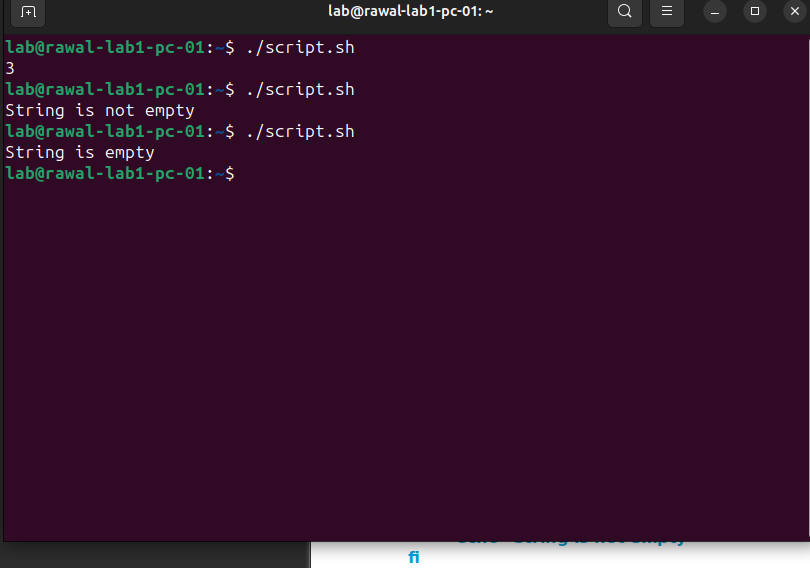 lab@rawal-lab1-pc-01: ~
lab@rawal-lab1-pc-01:~$ ./script.sh
3
lab@rawal-lab1-pc-01:~$ ./script.sh
String is not empty
lab@rawal-lab1-pc-01:~$ ./script.sh
String is empty
lab@rawal-lab1-pc-01:~$
fi